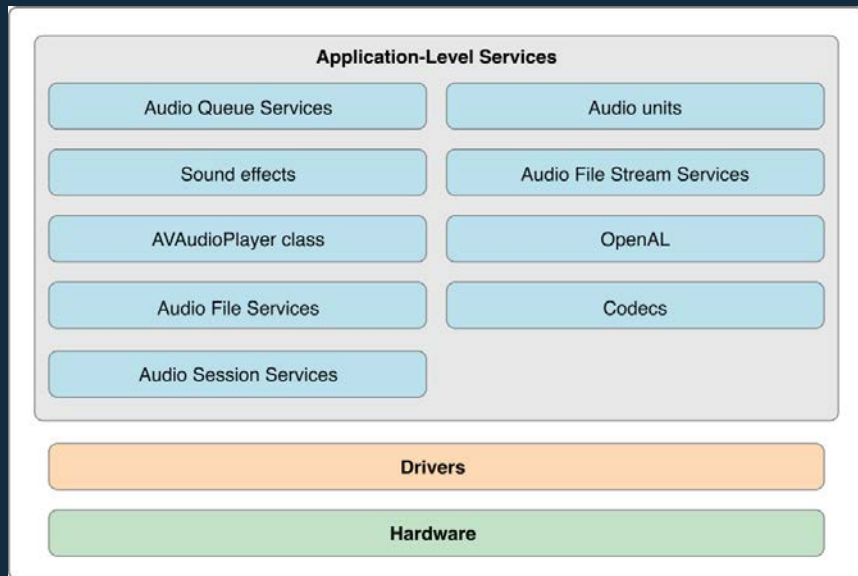 Application-Level Services
Audio Queue Services
Audio units
Sound effects
Audio File Stream Services
AVAudioPlayer class
OpenAL
Audio File Services
Codecs
Audio Session Services
Drivers
Hardware